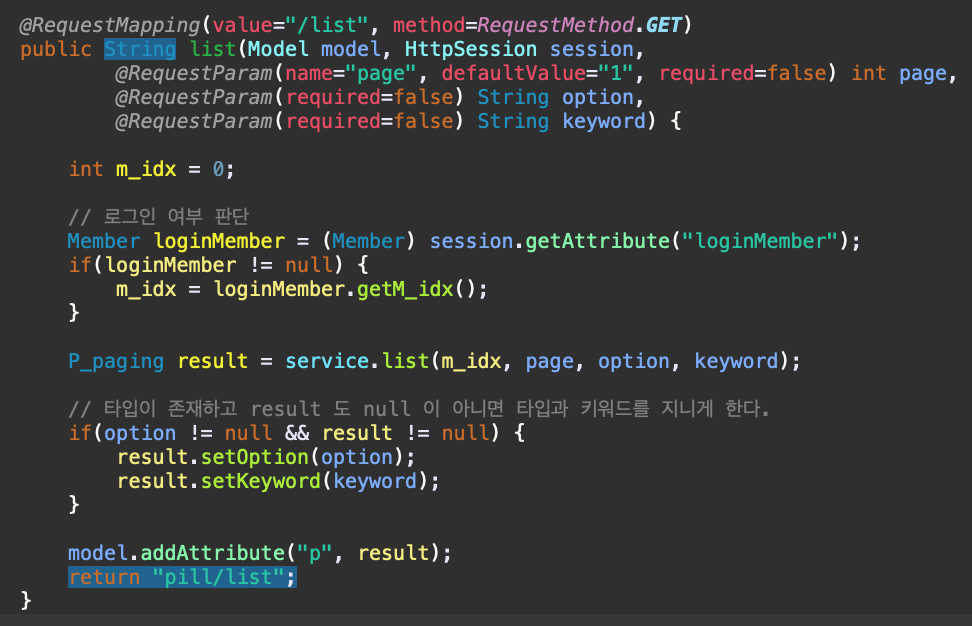 @RequestMapping(value="/list", method=RequestMethod.GET)
public String list(Model model, HttpSession session,
        @RequestParam(name="page", defaultValue="1", required=false) int page,
        @RequestParam(required=false) String option,
        @RequestParam(required=false) String keyword) {
    int m_idx = 0;
    // 로그인 여부 판단
    Member loginMember = (Member) session.getAttribute("loginMember");
    if(loginMember != null) {
        m_idx = loginMember.getM_idx();
    }
    P_paging result = service.list(m_idx, page, option, keyword);
    // 타입이 존재하고 result 도 null 이 아니면 타입과 키워드를 지니게 한다.
    if(option != null && result != null) {
        result.setOption(option);
        result.setKeyword(keyword);
    }
    model.addAttribute("p", result);
    return "pill/list";
}